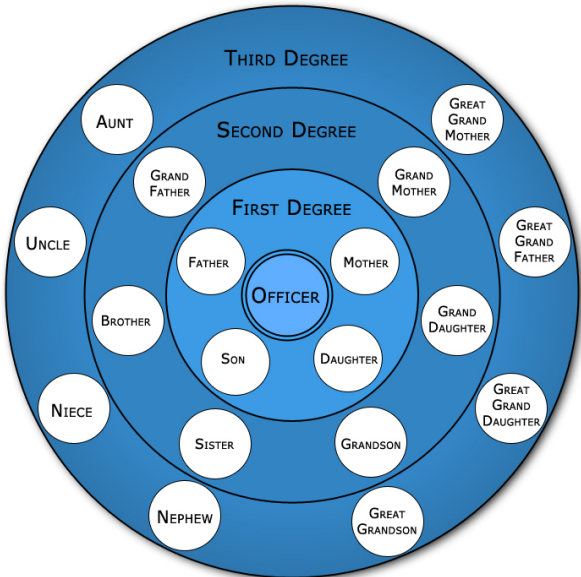 Third Degree
Aunt
Great
Grand
Mother
Second Degree
Grand
Father
Grand
Mother
First Degree
Uncle
Great
Grand
Father
Father
Mother
Officer
Brother
Grand
Daughter
Son
Daughter
Niece
Great
Grand
Daughter
Sister
Grandson
Nephew
Great
Grandson